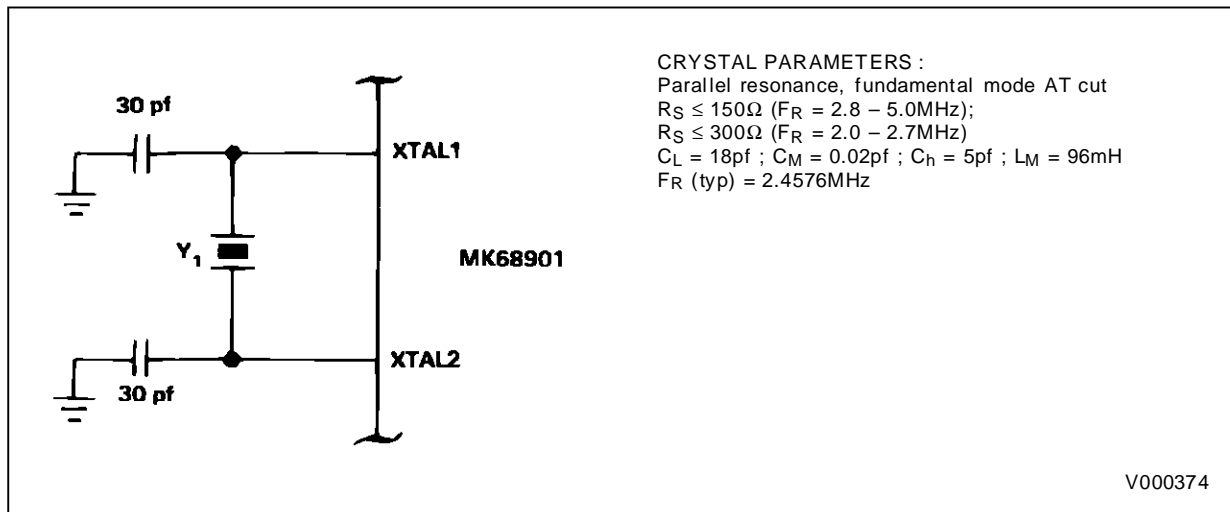 30 pf
XTAL1
Y1
MK68901
XTAL2
30 pf
CRYSTAL PARAMETERS :
Parallel resonance, fundamental mode AT cut
RS ≤ 150Ω (FR = 2.8 – 5.0MHz);
RS ≤ 300Ω (FR = 2.0 – 2.7MHz)
CL = 18pf ; CM = 0.02pf ; Ch = 5pf ; LM = 96mH
FR (typ) = 2.4576MHz
V000374